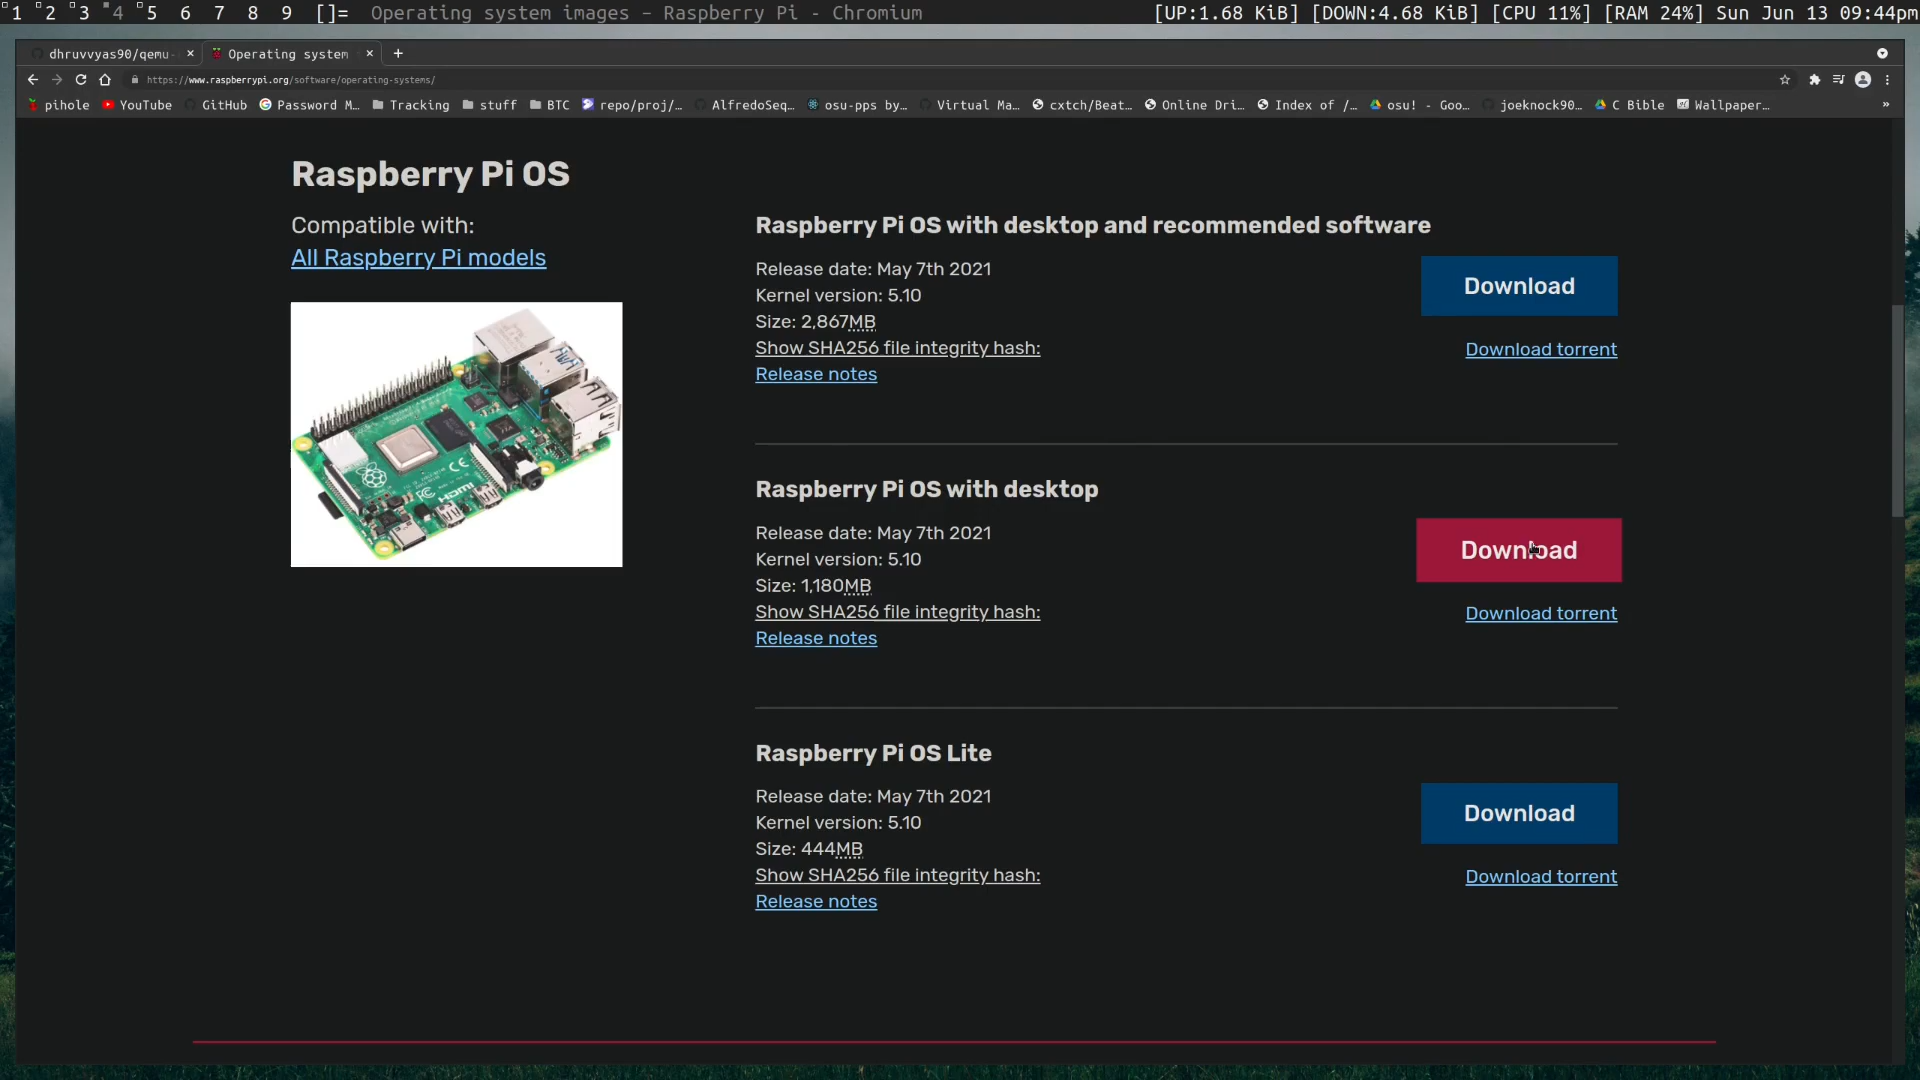 1 2 3 4 5 6 7 8 9 []= Operating system images – Raspberry Pi - Chromium [UP:1.68 KiB] [DOWN:4.68 KiB] [CPU 11%] [RAM 24%] Sun Jun 13 09:44pm
dhruvvyas90/qemu- Operating system
https://www.raspberrypi.org/software/operating-systems/
pihole YouTube GitHub Password M... Tracking stuff BTC repo/proj/... AlfredoSeq... osu-pps by... Virtual Ma... cxtch/Beat... Online Dri... Index of /... osu! - Goo... joeknock90... C Bible Wallpaper... »
Raspberry Pi OS
Compatible with:
All Raspberry Pi models
HDMI
Raspberry Pi OS with desktop and recommended software
Release date: May 7th 2021
Kernel version: 5.10
Size: 2,867MB
Show SHA256 file integrity hash:
Release notes
Download
Download torrent
Raspberry Pi OS with desktop
Release date: May 7th 2021
Kernel version: 5.10
Size: 1,180MB
Show SHA256 file integrity hash:
Release notes
Download
Download torrent
Raspberry Pi OS Lite
Release date: May 7th 2021
Kernel version: 5.10
Size: 444MB
Show SHA256 file integrity hash:
Release notes
Download
Download torrent